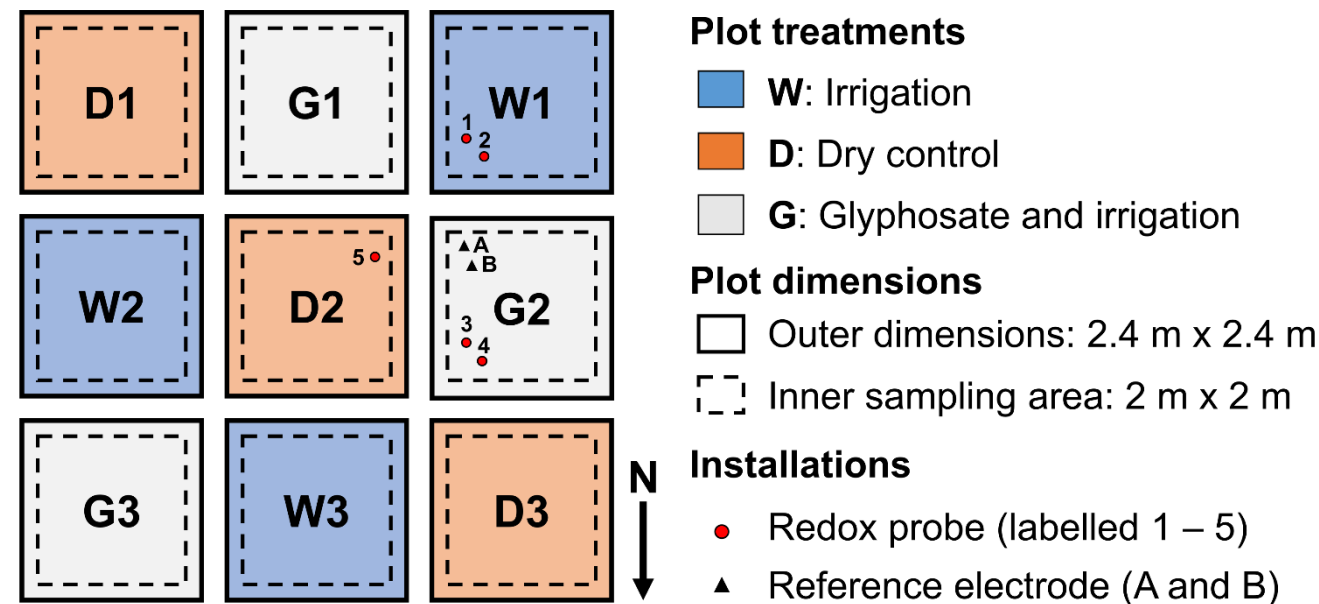 D1
G1
W1
1
2
W2
D2
5
G2
A
B
3
4
G3
W3
D3
N
Plot treatments
W: Irrigation
D: Dry control
G: Glyphosate and irrigation
Plot dimensions
Outer dimensions: 2.4 m x 2.4 m
Inner sampling area: 2 m x 2 m
Installations
Redox probe (labelled 1 – 5)
Reference electrode (A and B)